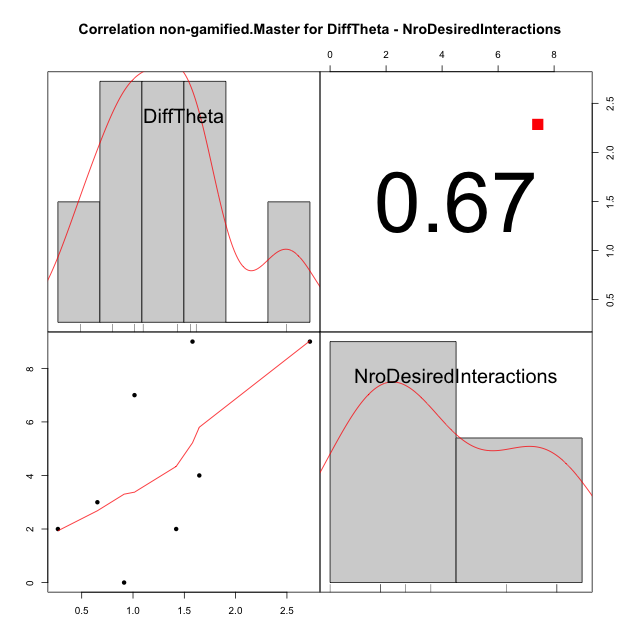 Correlation non-gamified.Master for DiffTheta - NroDesiredInteractions
0 2 4 6 8
DiffTheta
0.67
0.5 1.0 1.5 2.0 2.5
NroDesiredInteractions
0 2 4 6 8
0.5 1.0 1.5 2.0 2.5